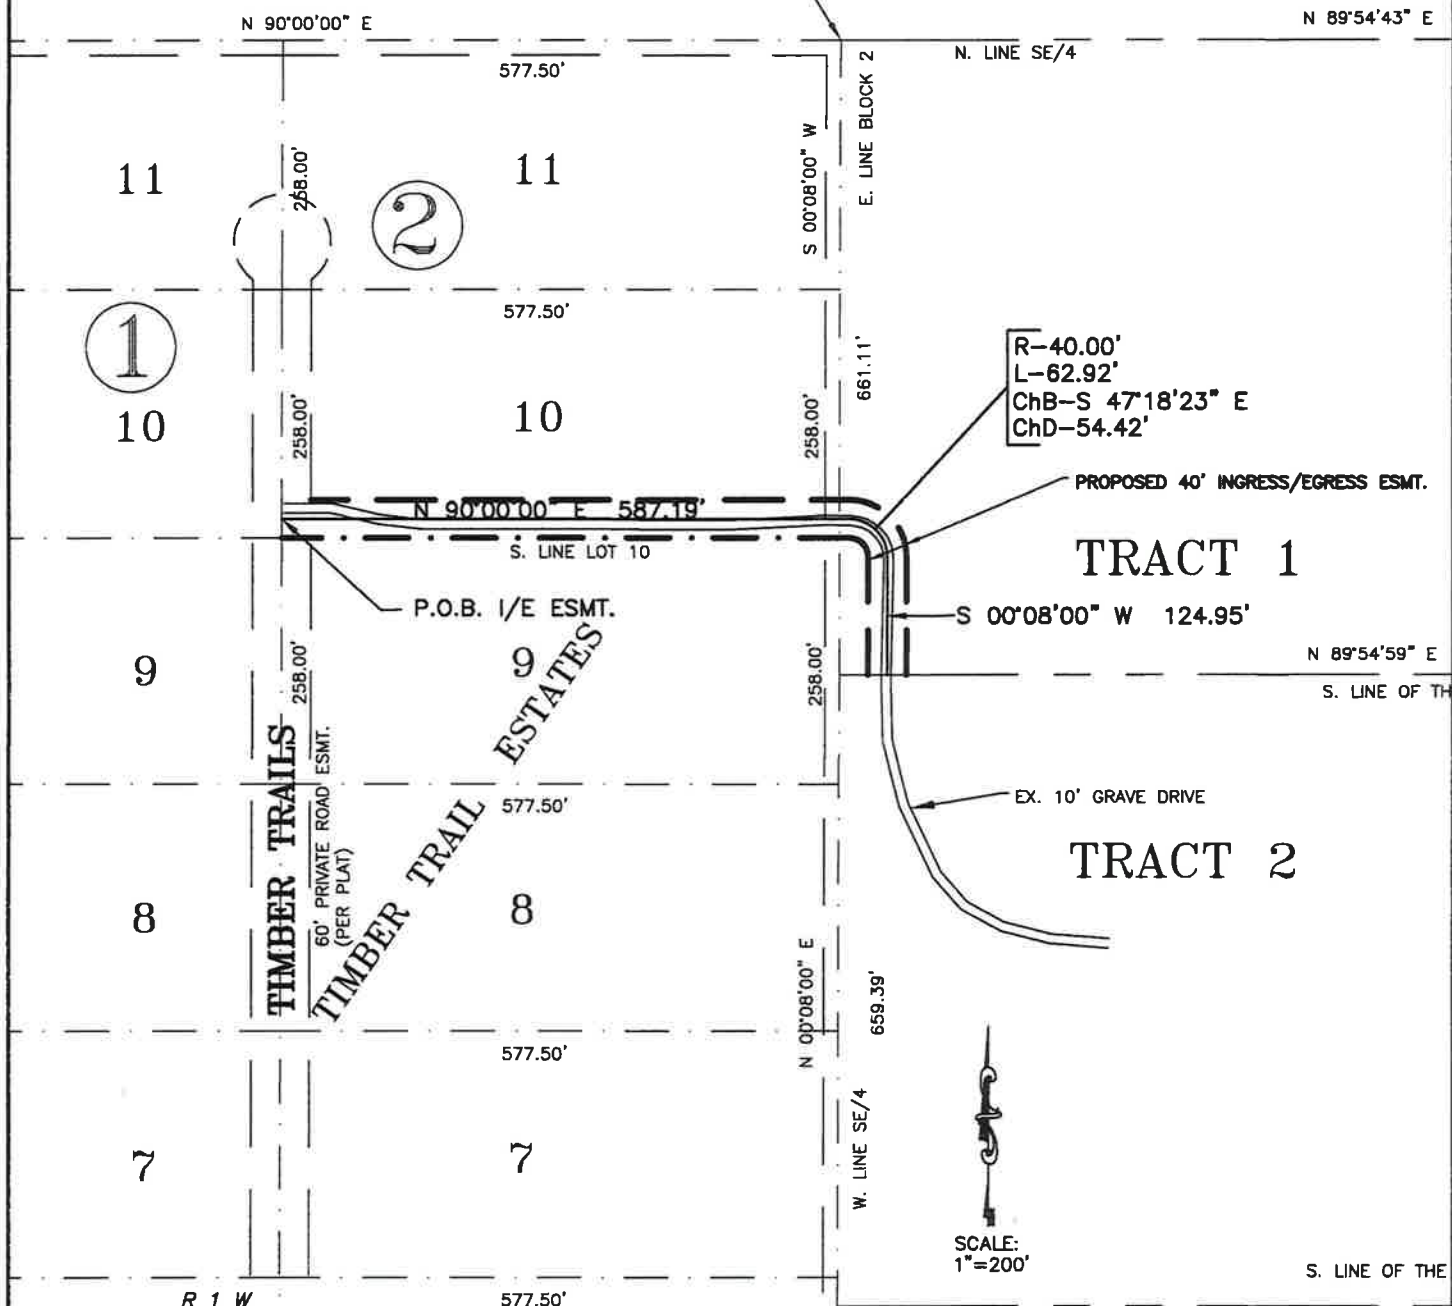 N 90°00'00" E
N 89°54'43" E
577.50'
N. LINE SE/4
E. LINE BLOCK 2
S 00°08'00" W
11
258.00'
11
2
577.50'
1
661.11'
R-40.00'
L-62.92'
ChB-S 47°18'23" E
ChD-54.42'
10
258.00'
10
258.00'
PROPOSED 40' INGRESS/EGRESS ESMT.
N 90°00'00" E 587.19'
S. LINE LOT 10
TRACT 1
P.O.B. I/E ESMT.
S 00°08'00" W 124.95'
9
258.00'
9
258.00'
N 89°54'59" E
S. LINE OF TH
TIMBER TRAILS
60' PRIVATE ROAD ESMT.
(PER PLAT)
TIMBER TRAIL ESTATES
577.50'
EX. 10' GRAVE DRIVE
TRACT 2
8
8
N 00°08'00" E
659.39'
577.50'
W. LINE SE/4
7
7
SCALE:
1"=200'
S. LINE OF THE
R 1 W
577.50'